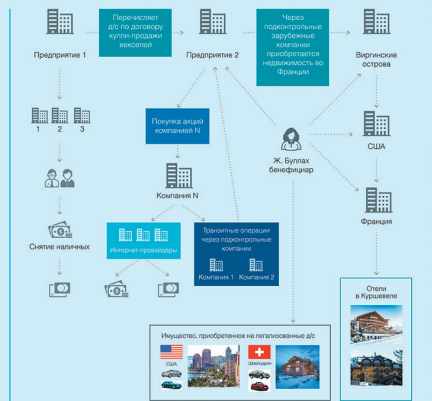 Перечисляет
д/с по договору
купли-продажи
векселей
Через
подконтрольные
зарубежные
компании
приобретается
недвижимость во
Франции
Предприятие 1
Предприятие 2
Виргинские
острова
1 2 3
Покупка акций
компанией N
Ж. Буллах
бенефициар
США
Компания N
Франция
Снятие наличных
Интернет-провайдеры
Транзитные операции
через подконтрольные
компании
Компания 1 Компания 2
Отели
в Куршевеле
Имущество, приобретенное на легализованные д/с
США
Швейцария